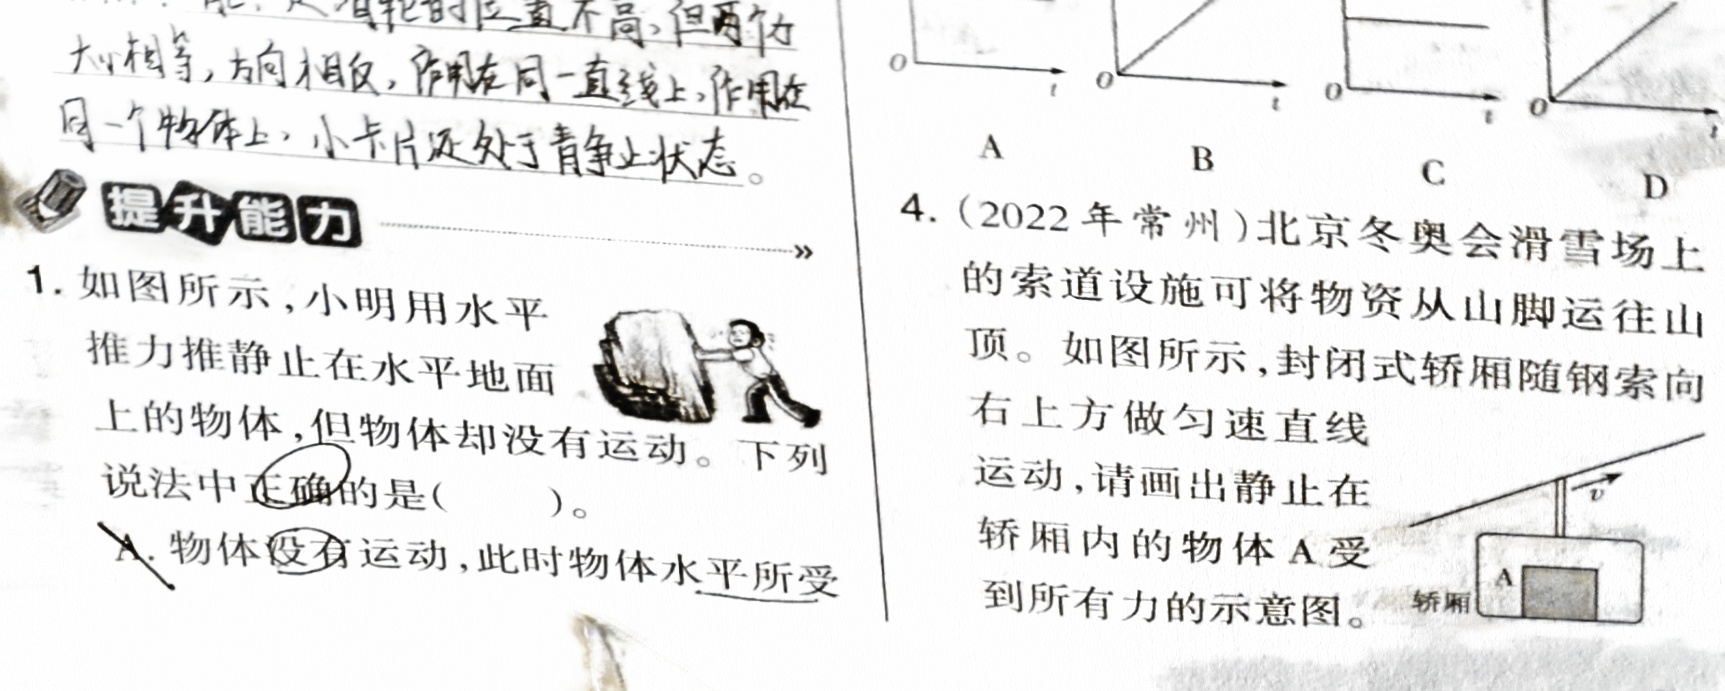 滑轮的位置不高,但两个力
大小相等,方向相反,作用在同一直线上,作用在
同一个物体上,小卡片还处于静止状态。
提升能力
1. 如图所示,小明用水平
推力推静止在水平地面
上的物体,但物体却没有运动。下列
说法中正确的是(　　)。
A. 物体没有运动,此时物体水平所受
O t O t O t O t
A B C D
4. (2022年常州)北京冬奥会滑雪场上
的索道设施可将物资从山脚运往山
顶。如图所示,封闭式轿厢随钢索向
右上方做匀速直线
运动,请画出静止在
轿厢内的物体 A 受
到所有力的示意图。
v
A
轿厢